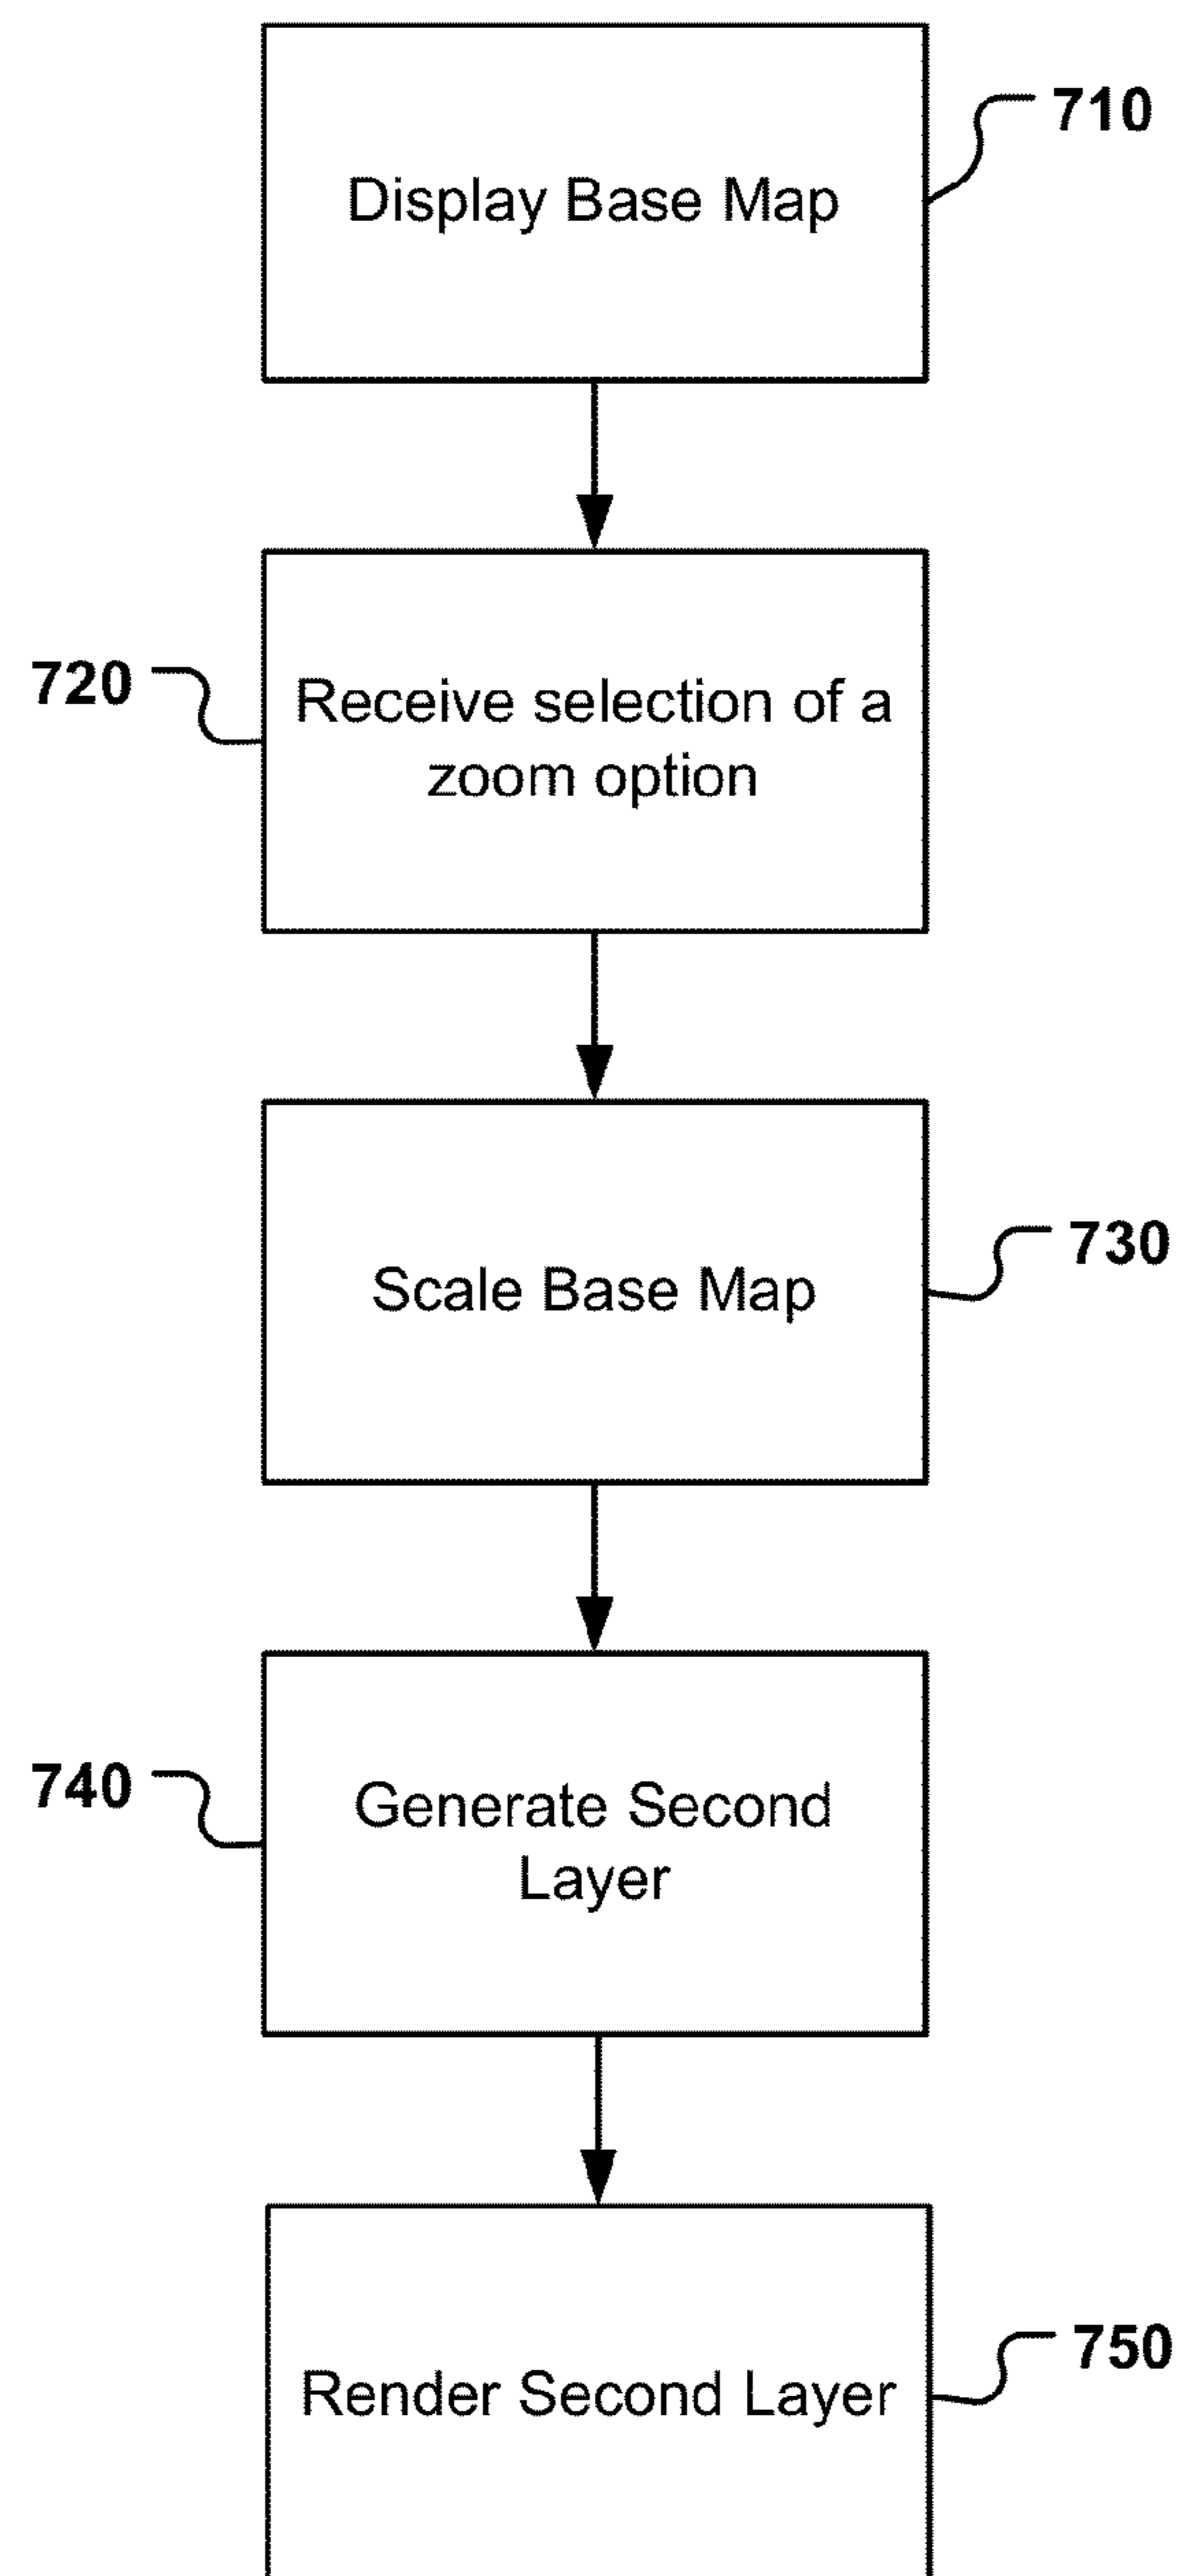 Display Base Map
710
720
Receive selection of a
zoom option
Scale Base Map
730
740
Generate Second
Layer
Render Second Layer
750